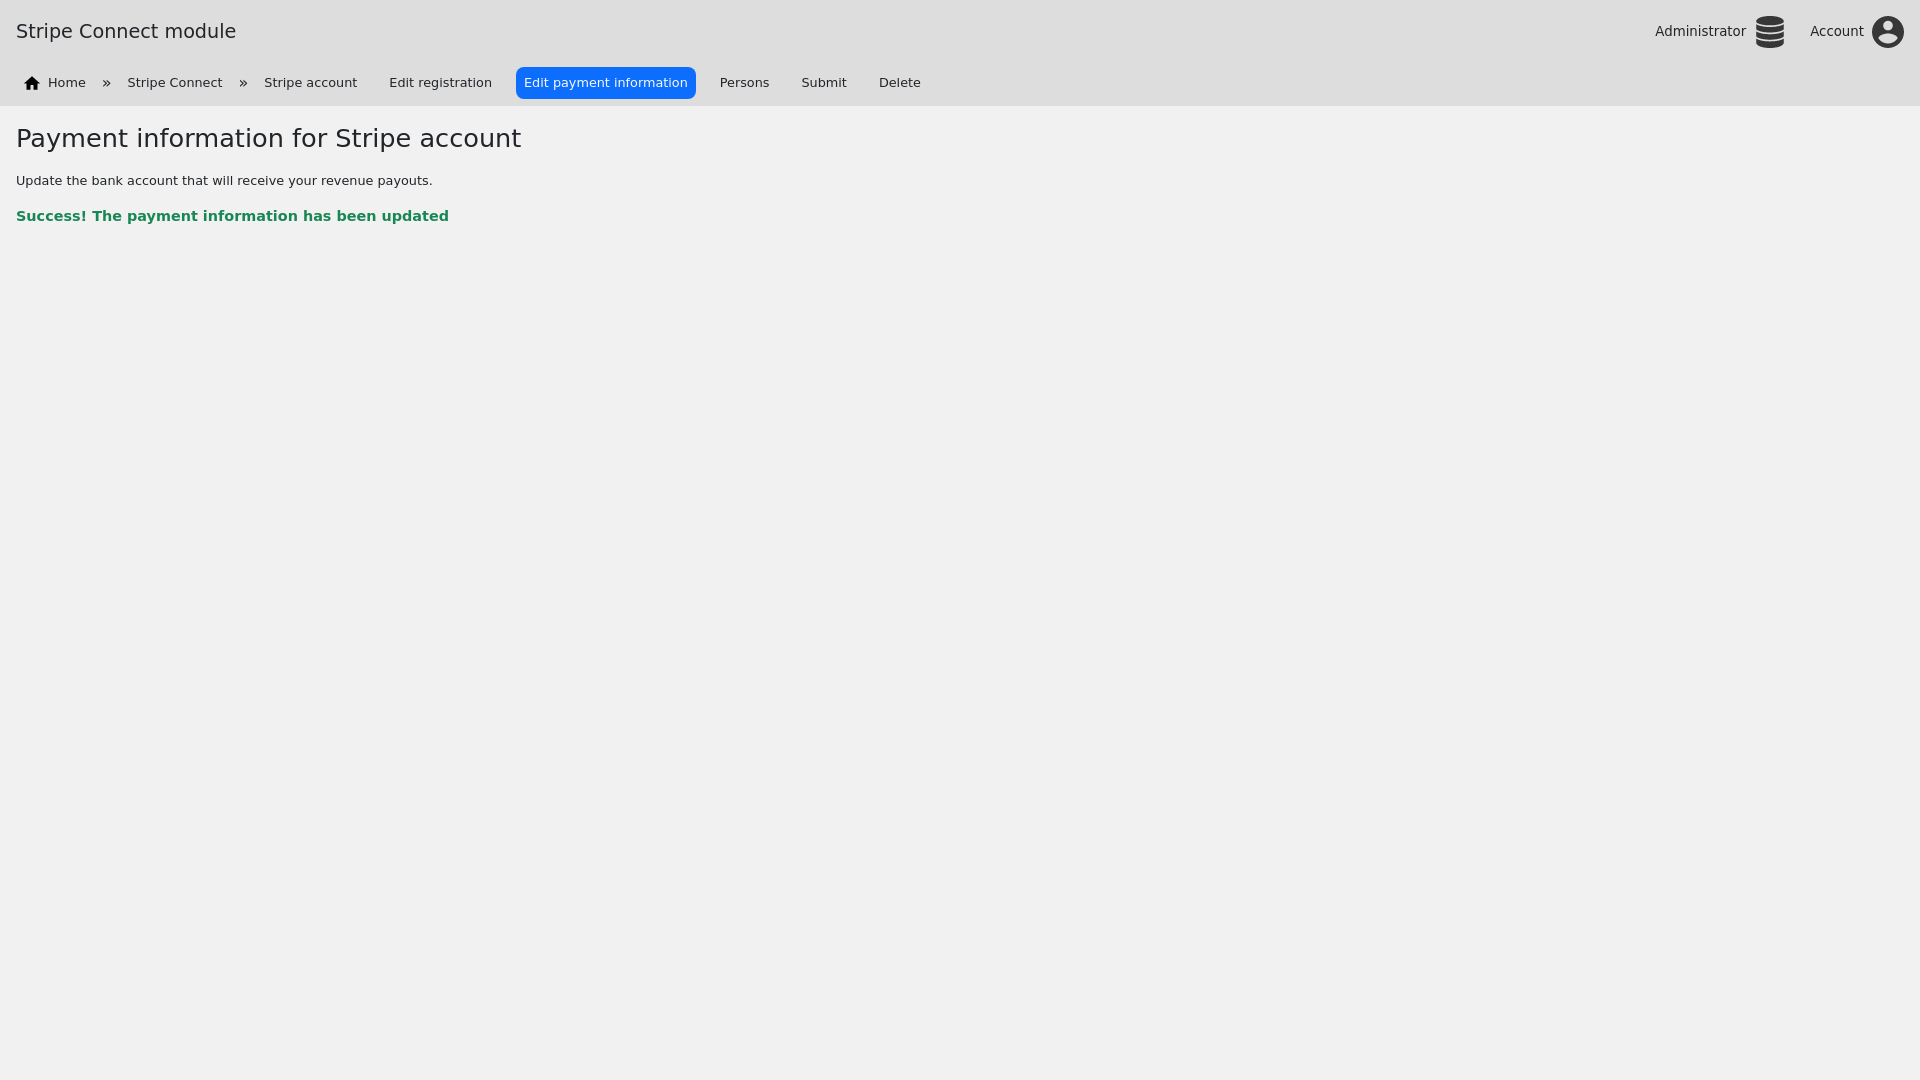 Stripe Connect module
Administrator
Account
Home » Stripe Connect » Stripe account Edit registration Edit payment information Persons Submit Delete
Payment information for Stripe account
Update the bank account that will receive your revenue payouts.
Success! The payment information has been updated